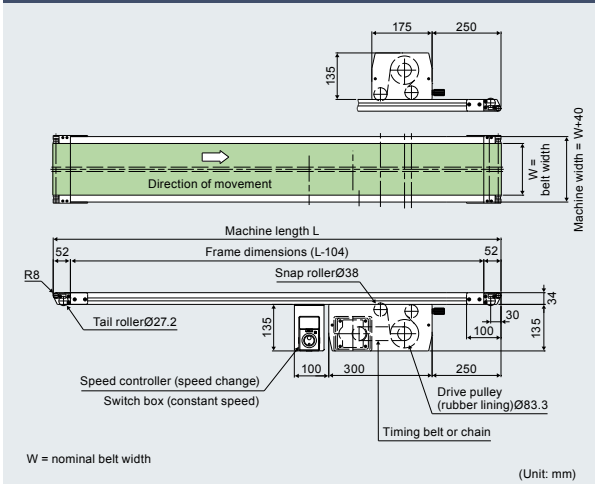 175
250
135
Direction of movement
W =
belt width
Machine width = W+40
Machine length L
52
Frame dimensions (L-104)
52
R8
Snap rollerØ38
34
Tail rollerØ27.2
135
30
100
135
100
300
250
Speed controller (speed change)
Switch box (constant speed)
Drive pulley
(rubber lining)Ø83.3
Timing belt or chain
W = nominal belt width
(Unit: mm)